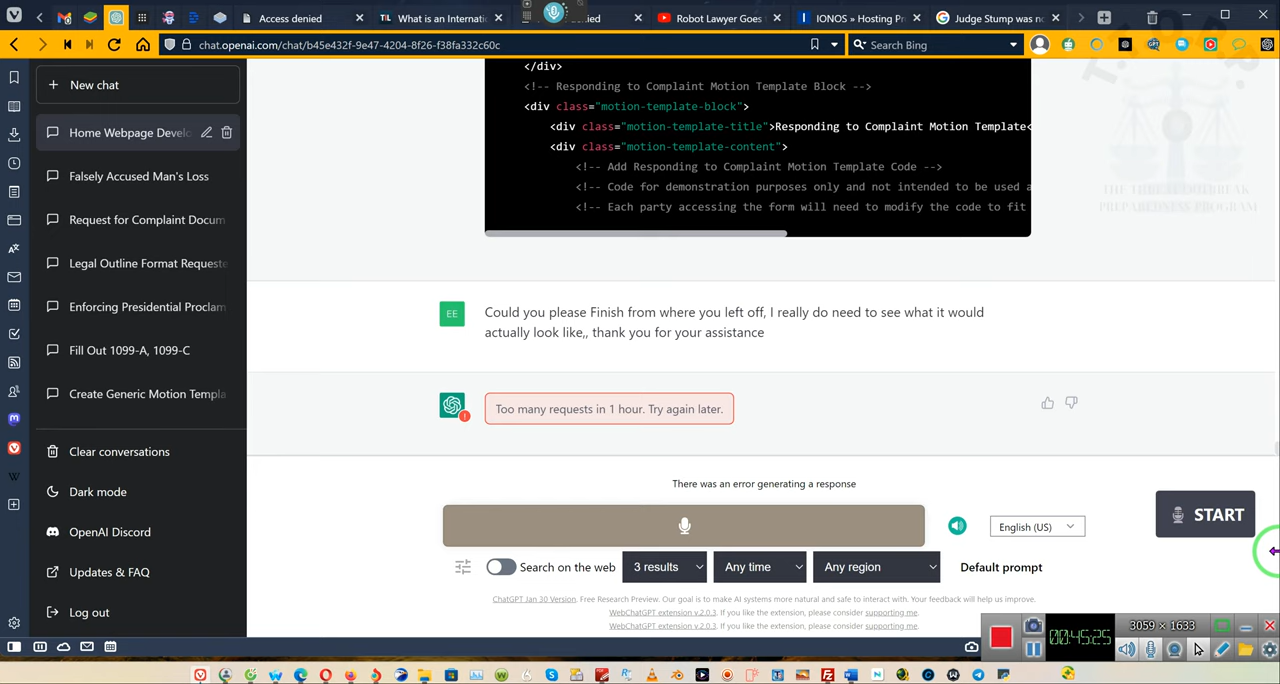 Access denied
What is an Internati
ied
Robot Lawyer Goes
IONOS » Hosting Pr
Judge Stump was n
chat.openai.com/chat/b45e432f-9e47-4204-8f26-f38fa332c60c
Search Bing
New chat
Home Webpage Develo
Falsely Accused Man's Loss
Request for Complaint Docum
Legal Outline Format Requeste
Enforcing Presidential Proclam
Fill Out 1099-A, 1099-C
Create Generic Motion Templa
Clear conversations
Dark mode
OpenAI Discord
Updates & FAQ
Log out
</div>
<!-- Responding to Complaint Motion Template Block -->
<div class="motion-template-block">
<div class="motion-template-title">Responding to Complaint Motion Template<
<div class="motion-template-content">
<!-- Add Responding to Complaint Motion Template Code -->
<!-- Code for demonstration purposes only and not intended to be used a
<!-- Each party accessing the form will need to modify the code to fit
THE THREAT OUTBREAK
PREPAREDNESS PROGRAM
EE
Could you please Finish from where you left off, I really do need to see what it would
actually look like,, thank you for your assistance
Too many requests in 1 hour. Try again later.
There was an error generating a response
English (US)
START
Search on the web
3 results
Any time
Any region
Default prompt
ChatGPT Jan 30 Version. Free Research Preview. Our goal is to make AI systems more natural and safe to interact with. Your feedback will help us improve.
WebChatGPT extension v.2.0.3. If you like the extension, please consider supporting me.
WebChatGPT extension v.2.0.3. If you like the extension, please consider supporting me.
3059 × 1633
00:45:25